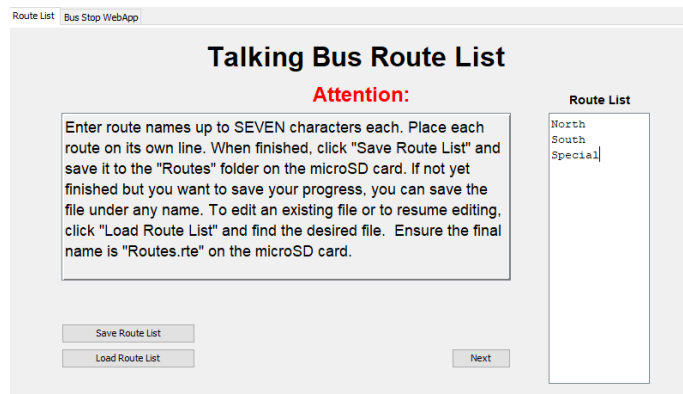 Route List
Bus Stop WebApp
Talking Bus Route List
Attention:
Enter route names up to SEVEN characters each. Place each
route on its own line. When finished, click "Save Route List" and
save it to the "Routes" folder on the microSD card. If not yet
finished but you want to save your progress, you can save the
file under any name. To edit an existing file or to resume editing,
click "Load Route List" and find the desired file.  Ensure the final
name is "Routes.rte" on the microSD card.
Route List
North
South
Special
Save Route List
Load Route List
Next